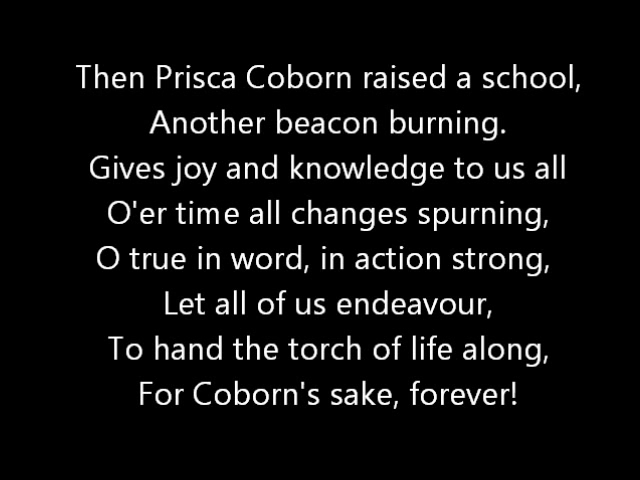 Then Prisca Coborn raised a school,
Another beacon burning.
Gives joy and knowledge to us all
O'er time all changes spurning,
O true in word, in action strong,
Let all of us endeavour,
To hand the torch of life along,
For Coborn's sake, forever!